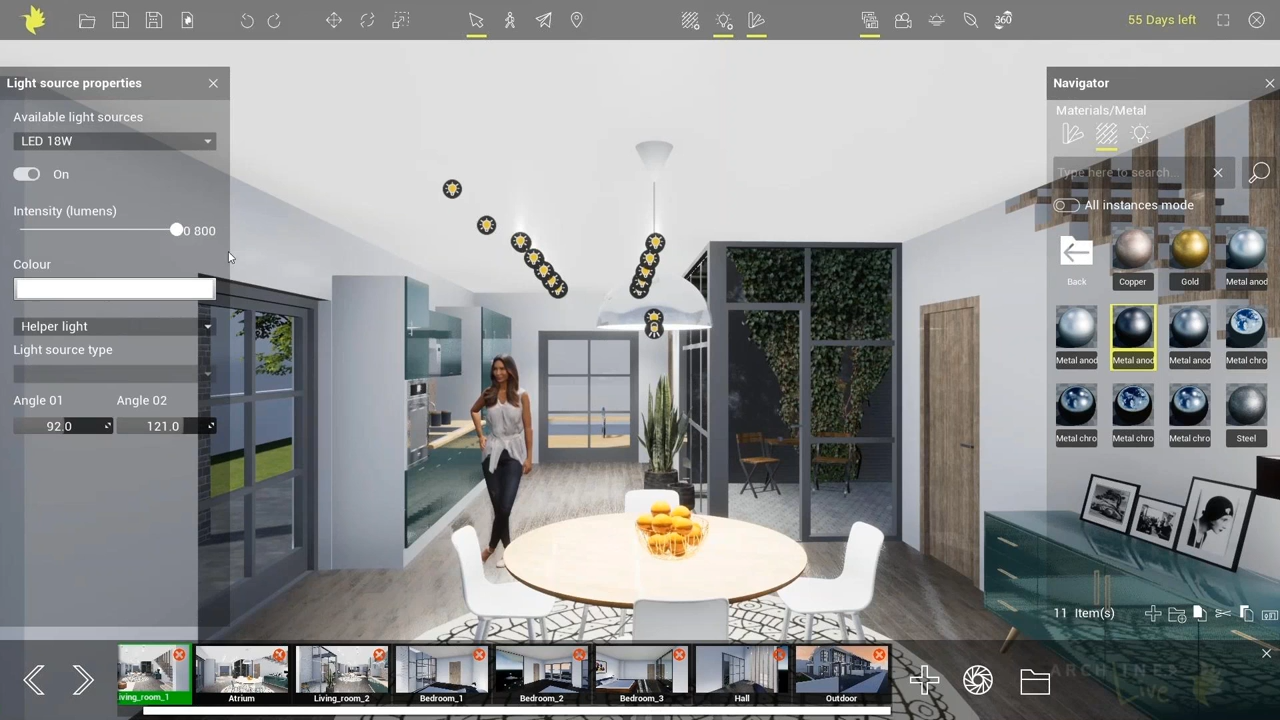 360
55 Days left
Light source properties
Available light sources
LED 18W
On
Intensity (lumens)
0 800
Colour
Helper light
Light source type
Angle 01
Angle 02
92.0
121.0
Navigator
Materials/Metal
Type here to search...
All instances mode
Back
Copper
Gold
Metal anod
Metal anod
Metal anod
Metal anod
Metal chro
Metal chro
Metal chro
Metal chro
Steel
11 Item(s)
iving_room_1
Atrium
Living_room_2
Bedroom_1
Bedroom_2
Bedroom_3
Hall
Outdoor